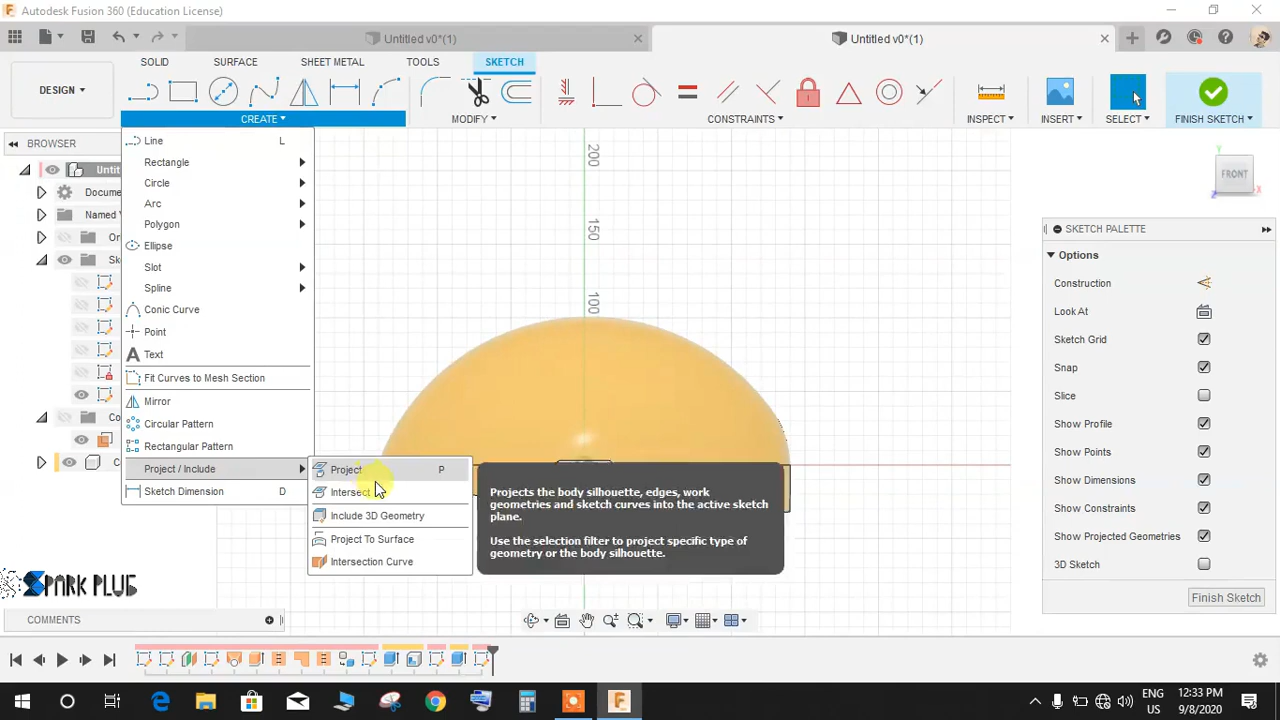 Autodesk Fusion 360 (Education License)
Untitled v0*(1)
Untitled v0*(1)
SOLID
SURFACE
SHEET METAL
TOOLS
SKETCH
DESIGN
CREATE
MODIFY
CONSTRAINTS
INSPECT
INSERT
SELECT
FINISH SKETCH
BROWSER
Line L
Rectangle
Circle
Arc
Polygon
Ellipse
Slot
Spline
Conic Curve
Point
Text
Fit Curves to Mesh Section
Mirror
Circular Pattern
Rectangular Pattern
Project / Include
Sketch Dimension D
Project P
Intersect
Include 3D Geometry
Project To Surface
Intersection Curve
Projects the body silhouette, edges, work
geometries and sketch curves into the active sketch
plane.
Use the selection filter to project specific type of
geometry or the body silhouette.
200
150
100
FRONT
SKETCH PALETTE
Options
Construction
Look At
Sketch Grid
Snap
Slice
Show Profile
Show Points
Show Dimensions
Show Constraints
Show Projected Geometries
3D Sketch
Finish Sketch
SPARK PLUG
COMMENTS
ENG
US
12:33 PM
9/8/2020